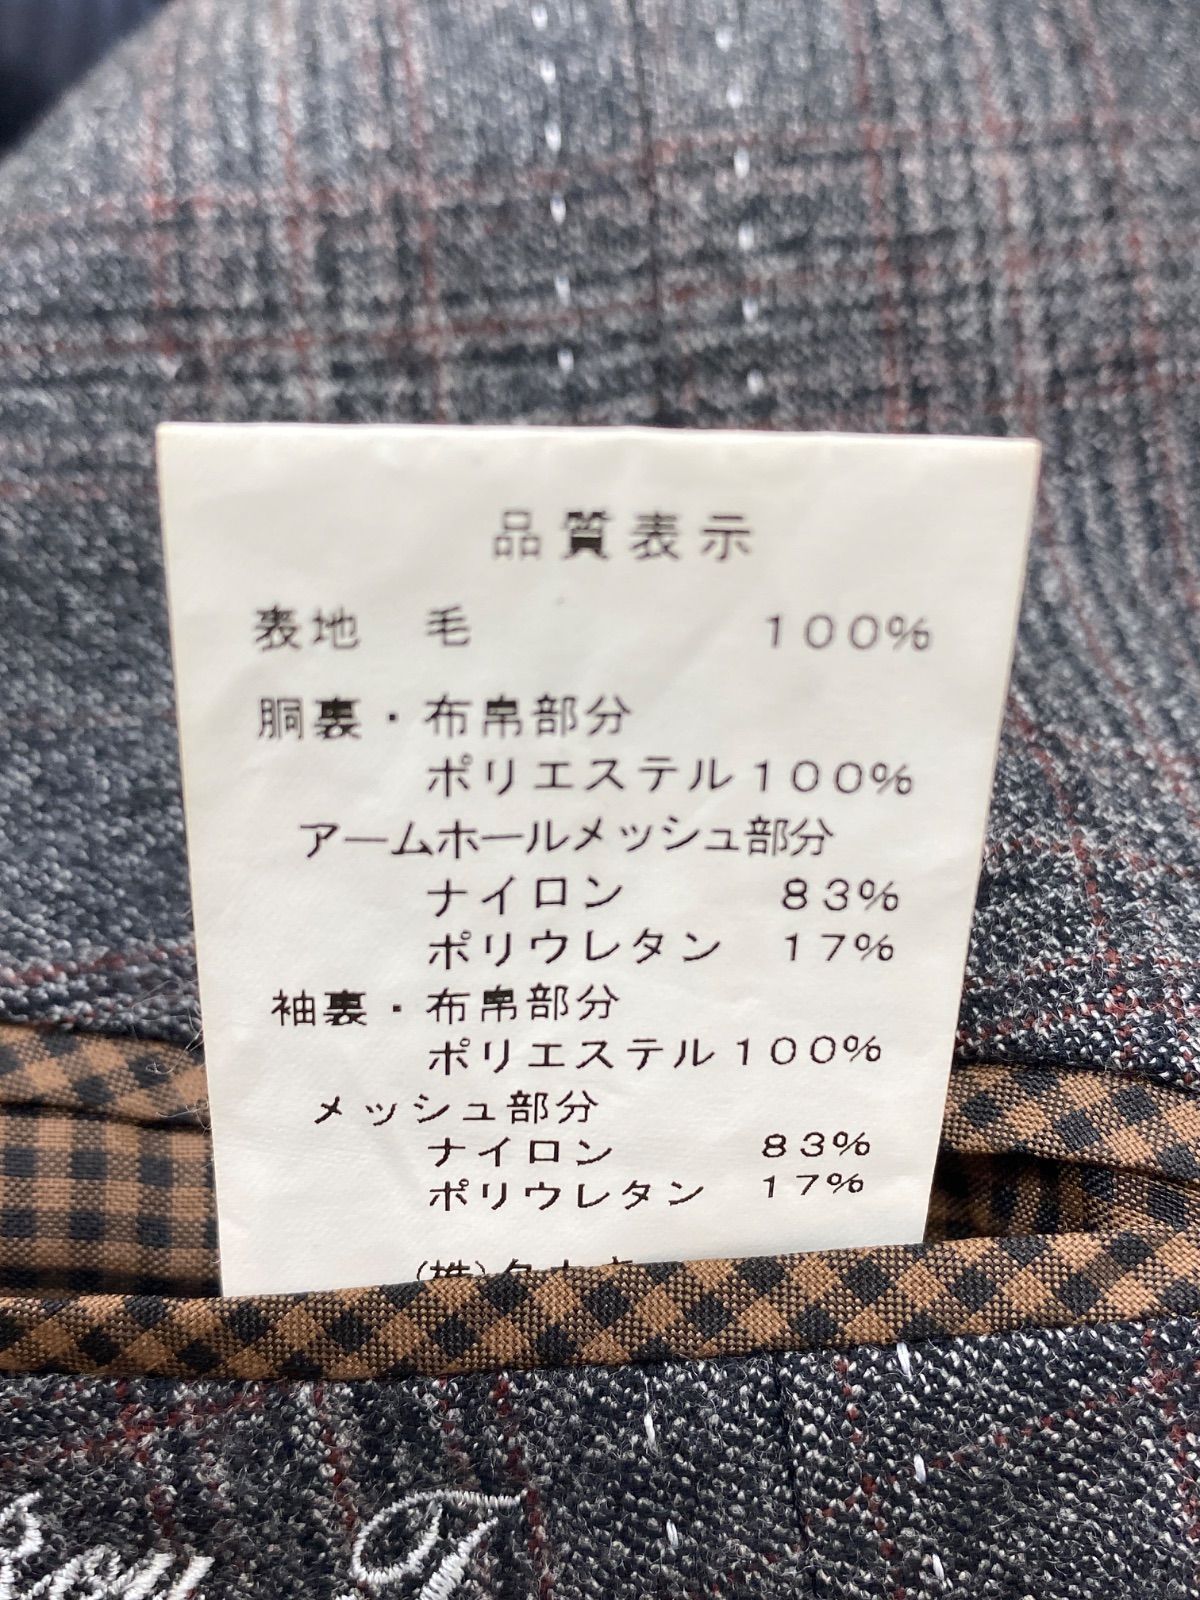 品質表示
表地 毛 100%
胴裏・布帛部分
ポリエステル100%
アームホールメッシュ部分
ナイロン 83%
ポリウレタン 17%
袖裏・布帛部分
ポリエステル100%
メッシュ部分
ナイロン 83%
ポリウレタン 17%
(株)